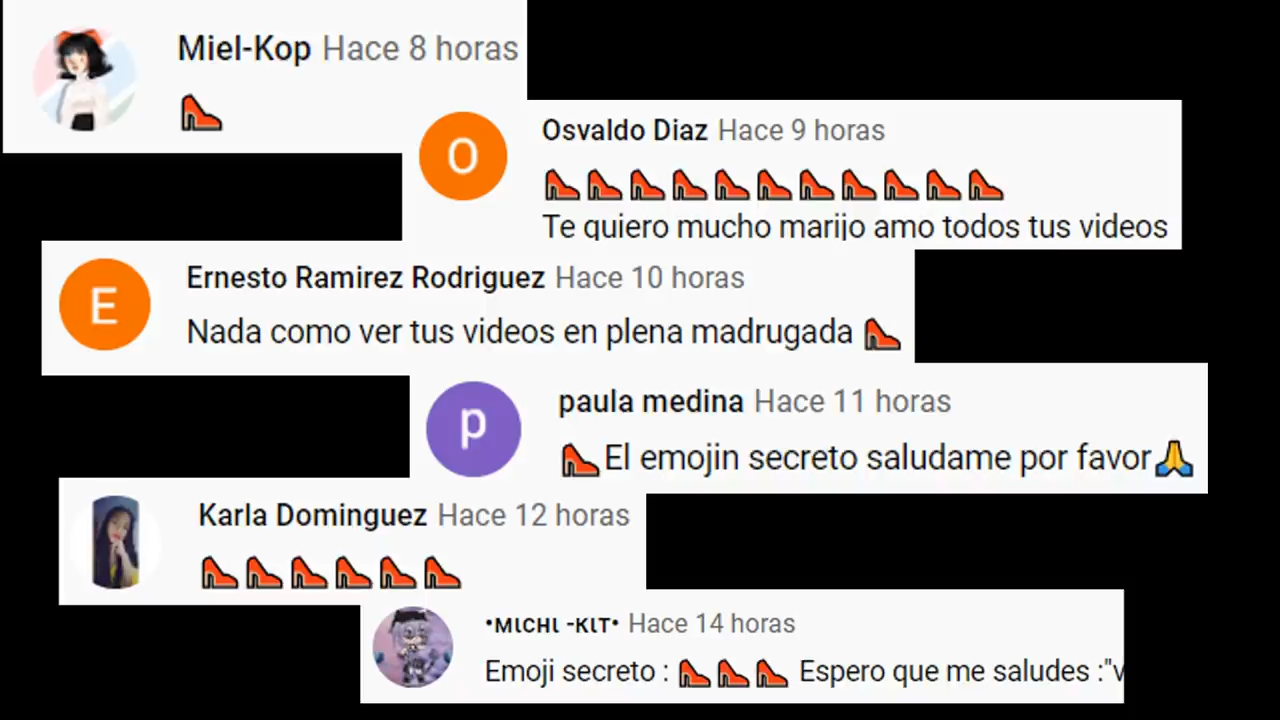 Miel-Kop Hace 8 horas
👠
O
Osvaldo Diaz Hace 9 horas
👠👠👠👠👠👠👠👠👠👠👠
Te quiero mucho marijo amo todos tus videos
E
Ernesto Ramirez Rodriguez Hace 10 horas
Nada como ver tus videos en plena madrugada 👠
p
paula medina Hace 11 horas
👠El emojin secreto saludame por favor🙏
Karla Dominguez Hace 12 horas
👠👠👠👠👠👠
•MιCHι -KιT• Hace 14 horas
Emoji secreto : 👠👠👠 Espero que me saludes :"v